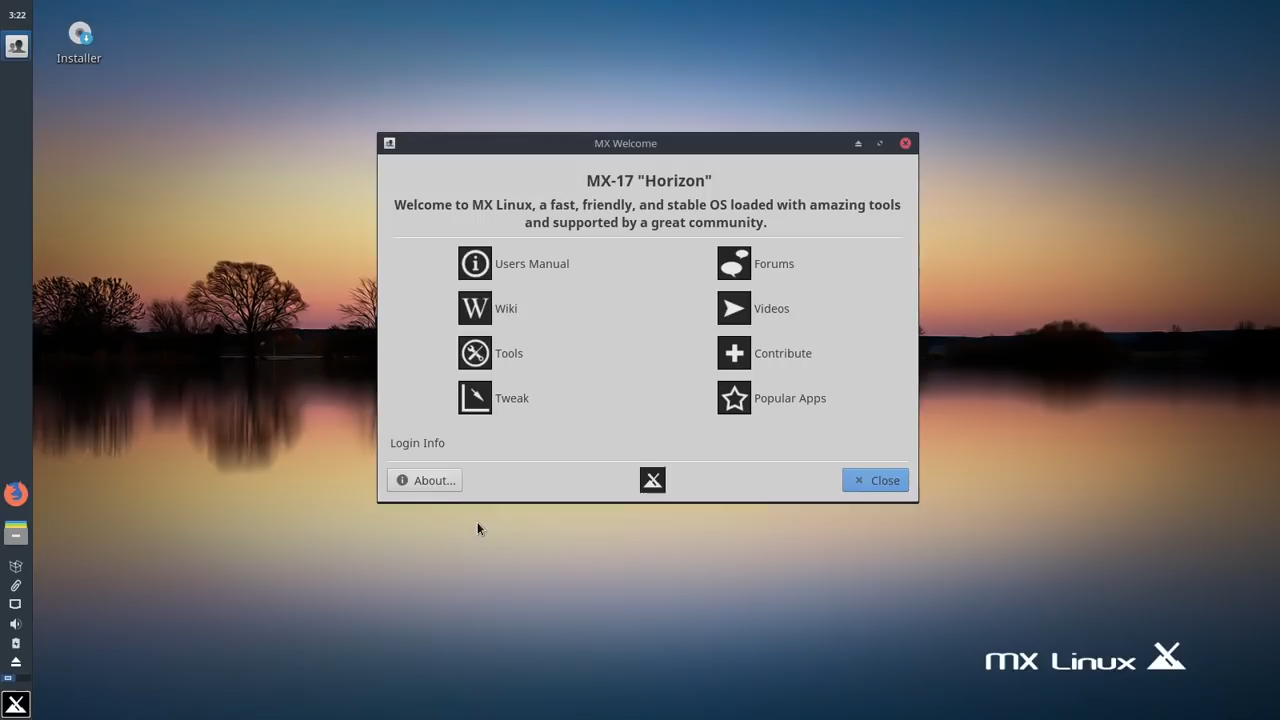 3:22
Installer
MX Welcome
MX-17 "Horizon"
Welcome to MX Linux, a fast, friendly, and stable OS loaded with amazing tools
and supported by a great community.
Users Manual
Forums
W Wiki
Videos
Tools
Contribute
Tweak
Popular Apps
Login Info
About...
Close
MX Linux